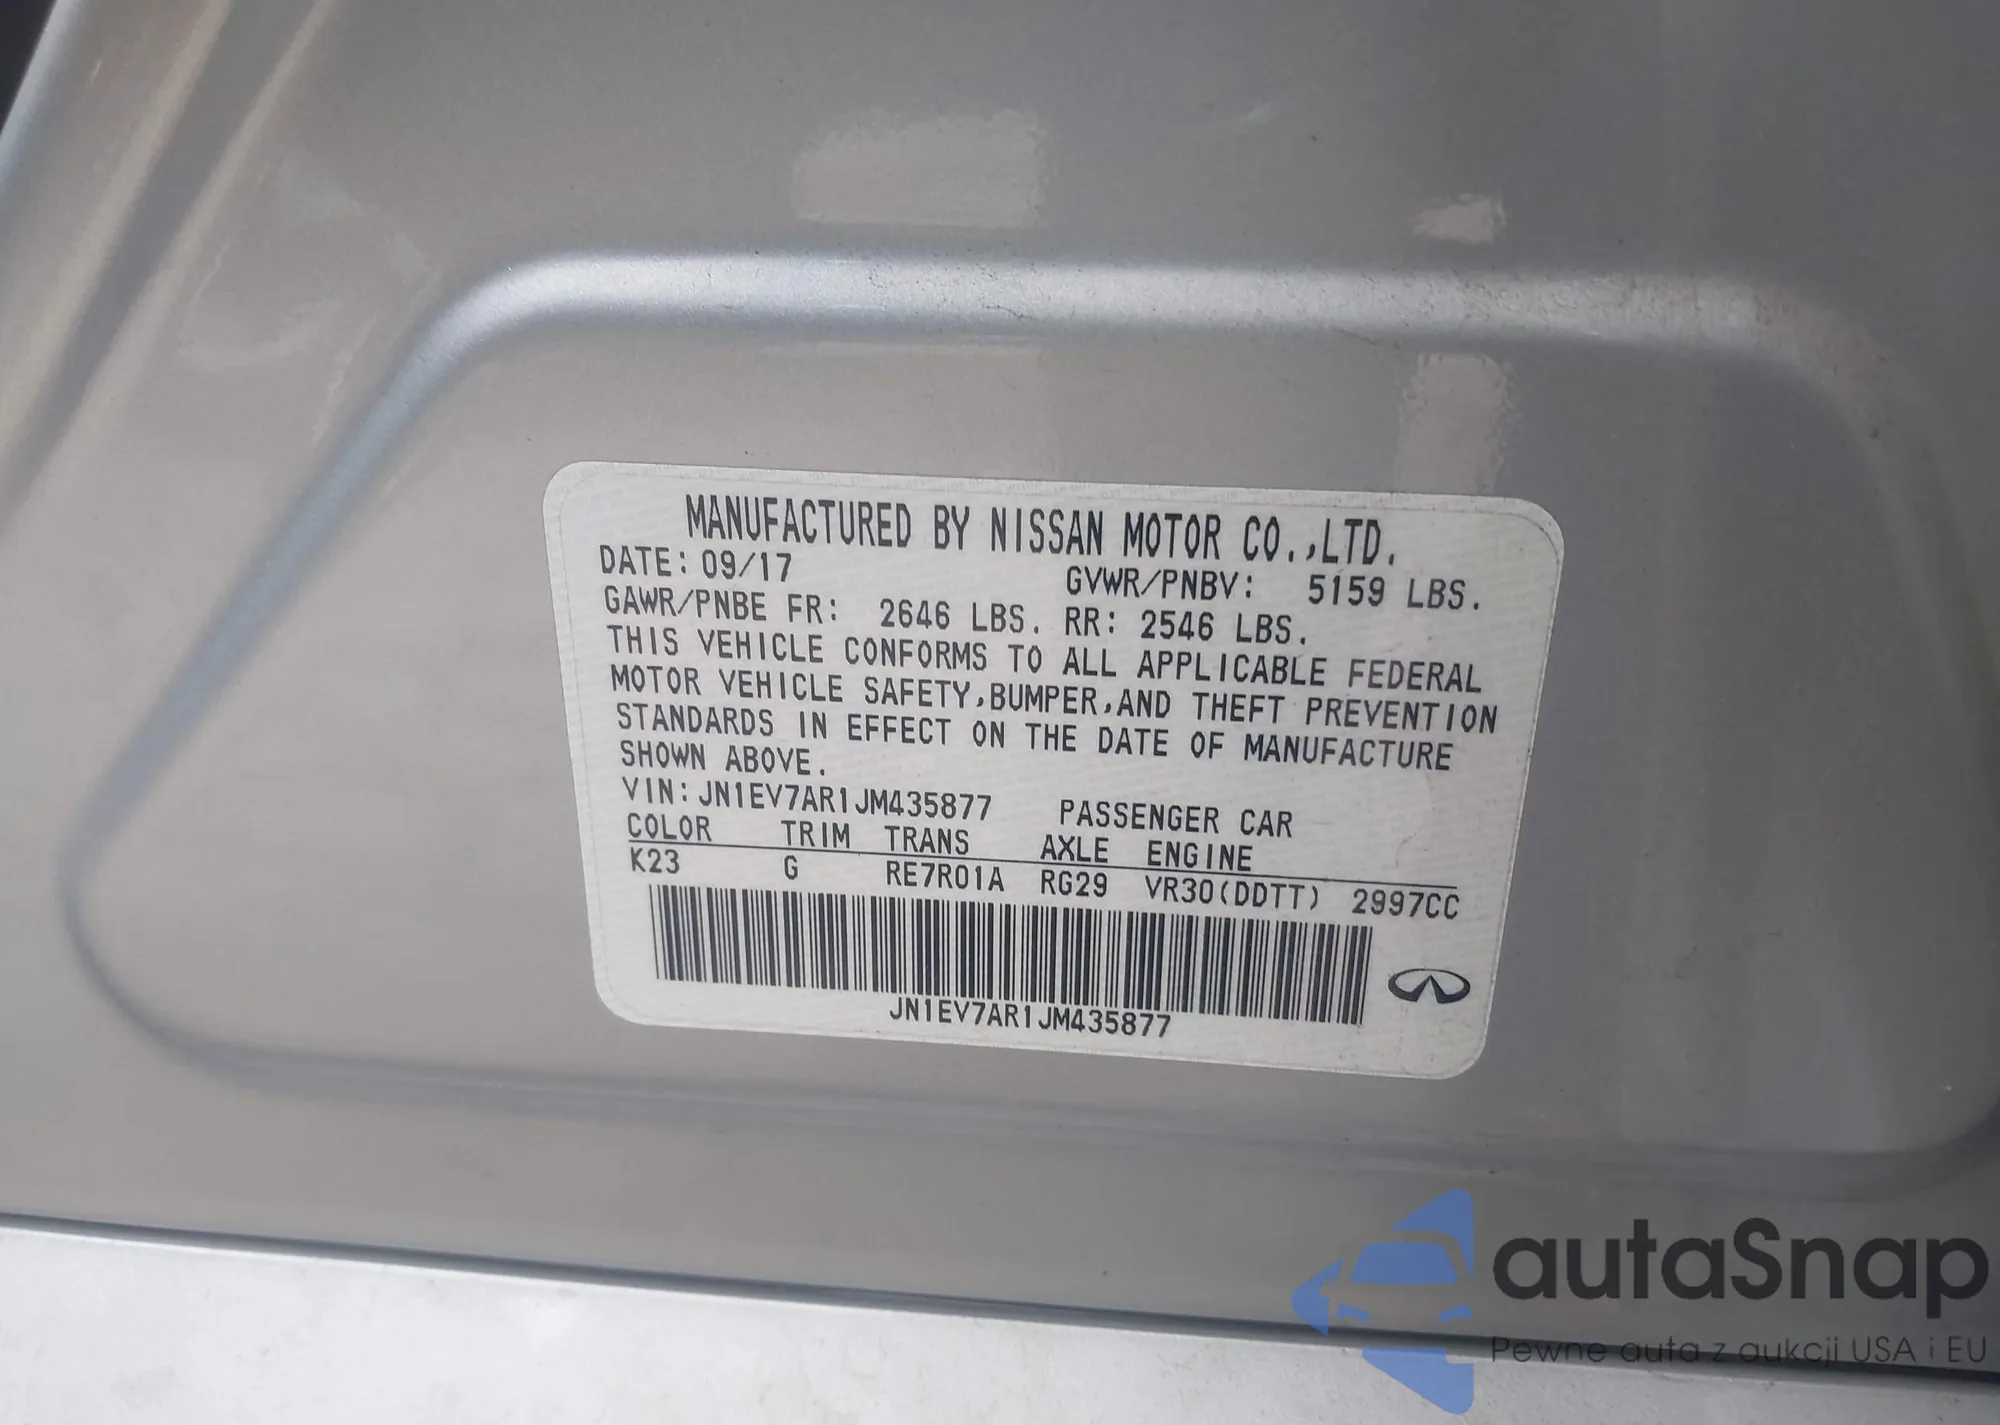 MANUFACTURED BY NISSAN MOTOR CO.,LTD.
DATE: 09/17 GVWR/PNBV: 5159 LBS.
GAWR/PNBE FR: 2646 LBS. RR: 2546 LBS.
THIS VEHICLE CONFORMS TO ALL APPLICABLE FEDERAL
MOTOR VEHICLE SAFETY,BUMPER,AND THEFT PREVENTION
STANDARDS IN EFFECT ON THE DATE OF MANUFACTURE
SHOWN ABOVE.
VIN: JN1EV7AR1JM435877 PASSENGER CAR
COLOR TRIM TRANS AXLE ENGINE
K23 G RE7R01A RG29 VR30(DDTT) 2997CC
JN1EV7AR1JM435877
autaSnap
Pewne auta z aukcji USA i EU